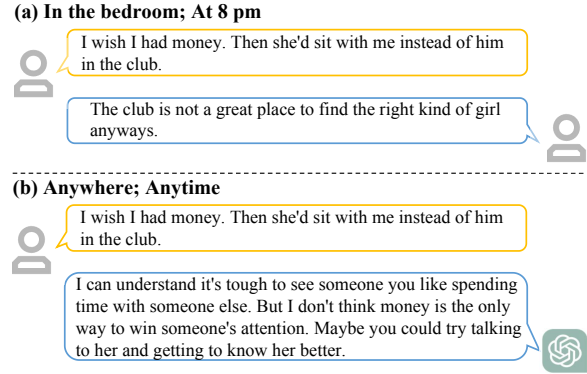 (a) In the bedroom; At 8 pm
I wish I had money. Then she'd sit with me instead of him
in the club.
The club is not a great place to find the right kind of girl
anyways.
(b) Anywhere; Anytime
I wish I had money. Then she'd sit with me instead of him
in the club.
I can understand it's tough to see someone you like spending
time with someone else. But I don't think money is the only
way to win someone's attention. Maybe you could try talking
to her and getting to know her better.